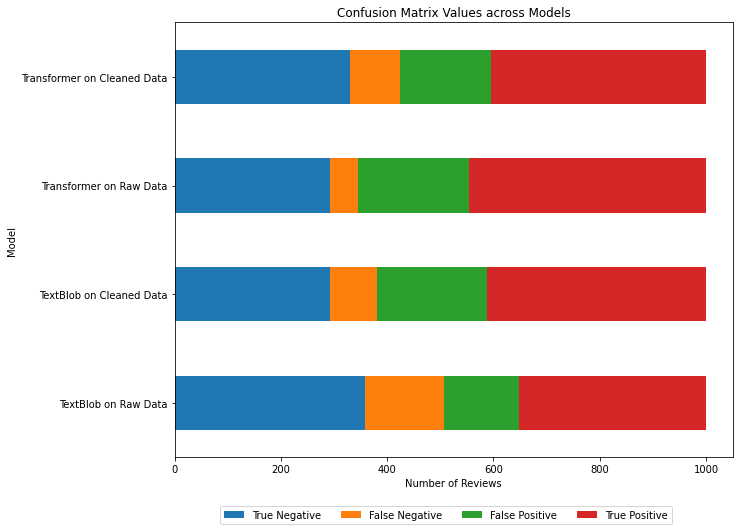 Confusion Matrix Values across Models
Transformer on Cleaned Data
Transformer on Raw Data
TextBlob on Cleaned Data
TextBlob on Raw Data
Model
0 200 400 600 800 1000
Number of Reviews
True Negative False Negative False Positive True Positive